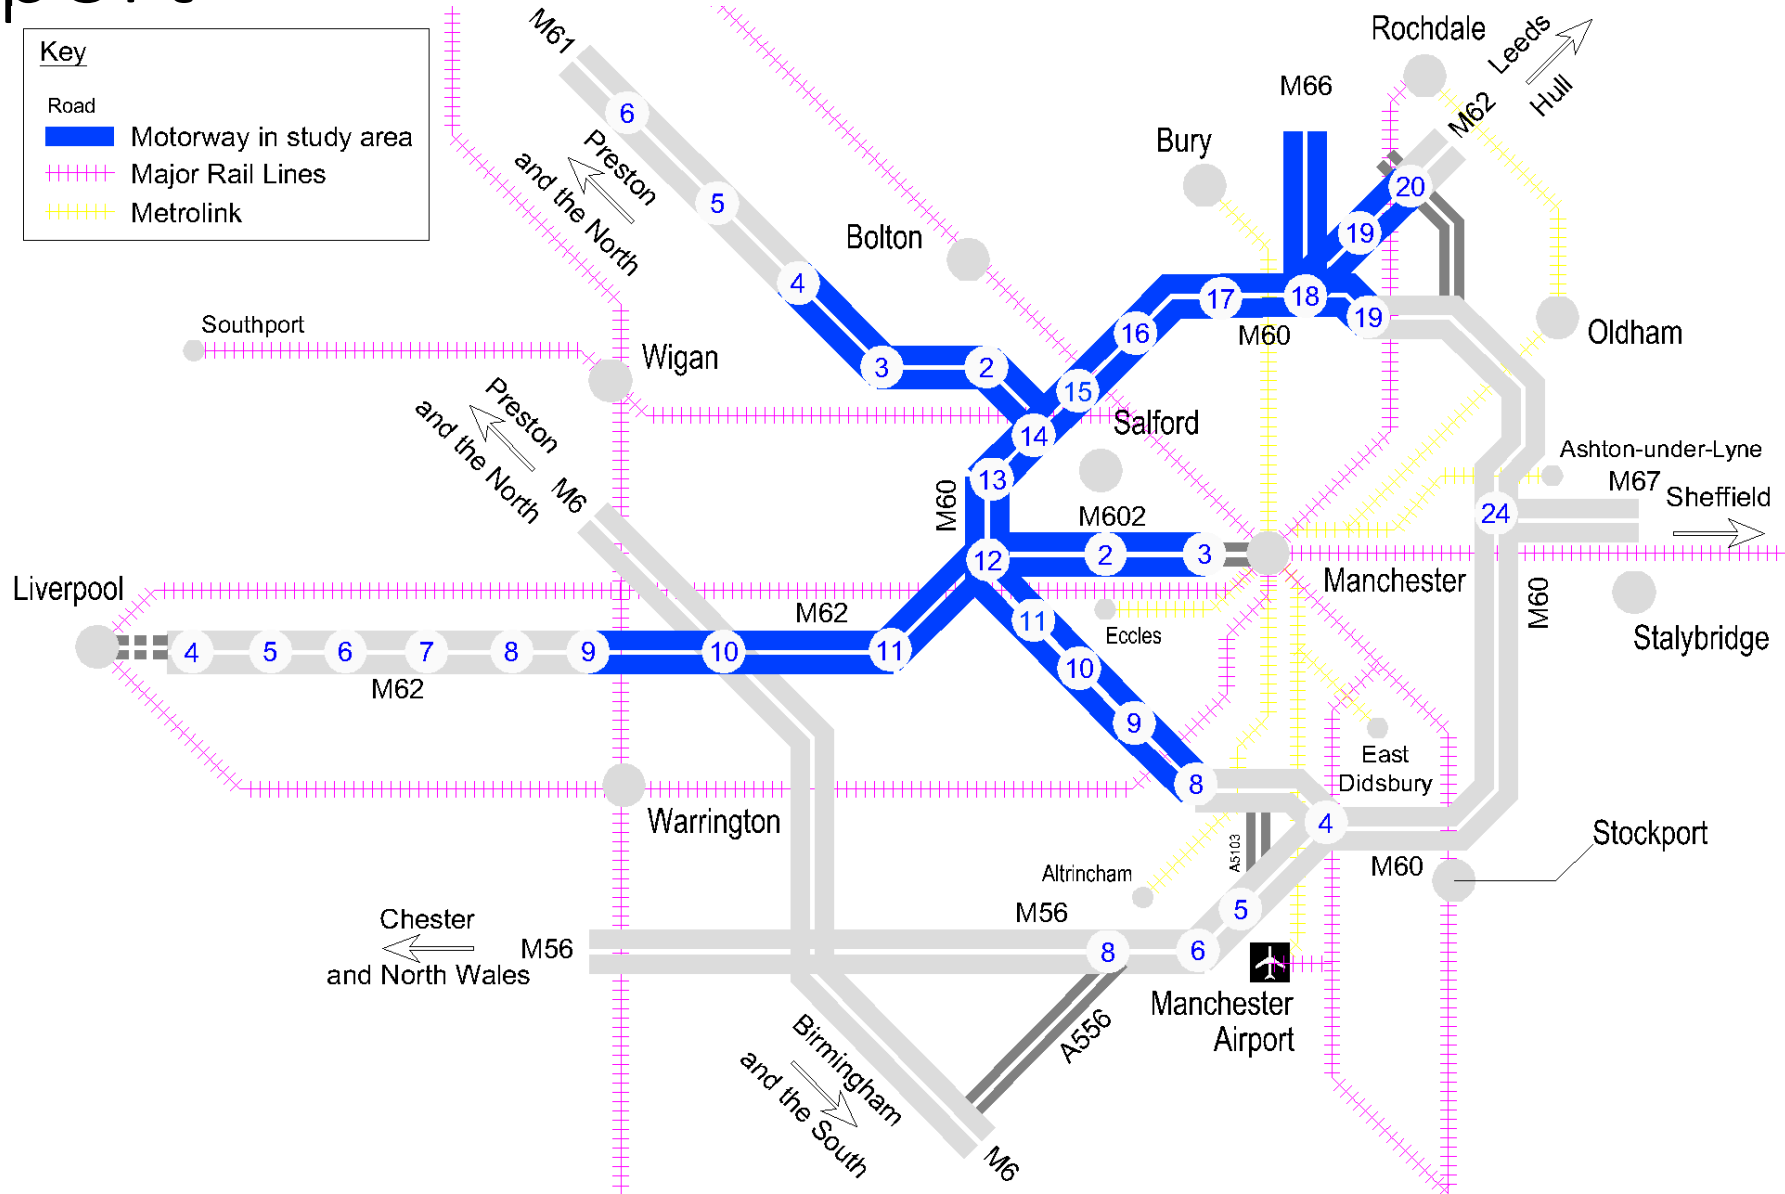 Key
Road
Motorway in study area
Major Rail Lines
Metrolink
M61
6
Preston
and the North
5
4
3
2
Bolton
Bury
M66
Rochdale
Leeds
Hull
M62
20
19
18
17
M60
19
16
15
14
13
Salford
Oldham
Southport
Wigan
Preston
and the North
M6
M60
M602
12
2
3
Manchester
Ashton-under-Lyne
M67
Sheffield
24
M60
Stalybridge
Liverpool
4
5
6
7
8
9
10
11
M62
M62
11
10
9
8
Eccles
East
Didsbury
4
M60
Stockport
Warrington
A5103
Altrincham
M56
5
6
8
Chester
and North Wales
M56
Manchester
Airport
A556
Birmingham
and the South
M6